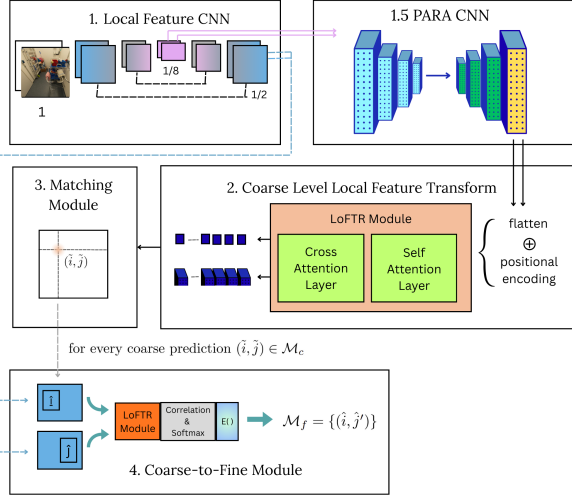 1. Local Feature CNN
1
1/8
1/2
1.5 PARA CNN
3. Matching
Module
(ĩ, j̃)
2. Coarse Level Local Feature Transform
LoFTR Module
Cross
Attention
Layer
Self
Attention
Layer
flatten
⊕
positional
encoding
for every coarse prediction (ĩ, j̃) ∈ ℳc
î
ĵ
LoFTR
Module
Correlation
&
Softmax
E()
ℳf = {(î, ĵ′)}
4. Coarse-to-Fine Module